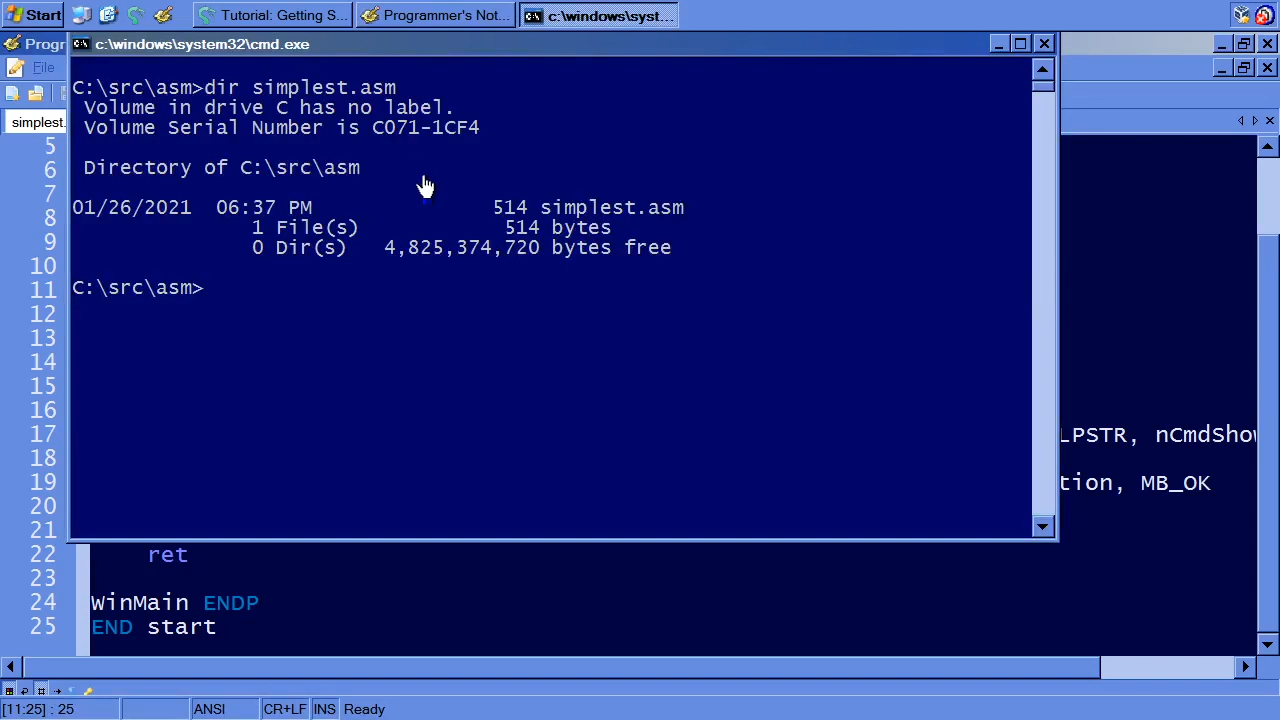 Start
Tutorial: Getting S...
Programmer's Not...
c:\windows\syst...
Progr
c:\windows\system32\cmd.exe
File
simplest.
C:\src\asm>dir simplest.asm
Volume in drive C has no label.
Volume Serial Number is C071-1CF4
Directory of C:\src\asm
01/26/2021 06:37 PM 514 simplest.asm
1 File(s) 514 bytes
0 Dir(s) 4,825,374,720 bytes free
C:\src\asm>
5
6
7
8
9
10
11
12
13
14
15
16
17 LPSTR, nCmdShow
18
19 tion, MB_OK
20
21
22 ret
23
24 WinMain ENDP
25 END start
[11:25] : 25 ANSI CR+LF INS Ready